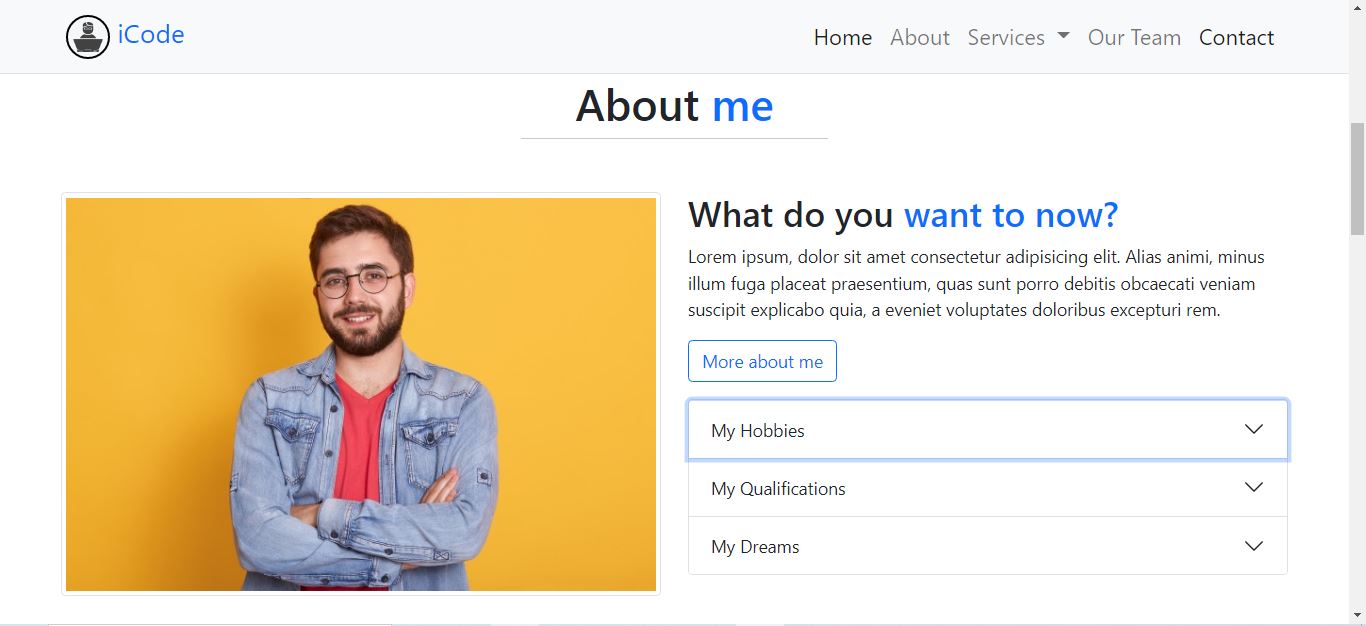 iCode
Home About Services Our Team Contact
About me
What do you want to now?
Lorem ipsum, dolor sit amet consectetur adipisicing elit. Alias animi, minus
illum fuga placeat praesentium, quas sunt porro debitis obcaecati veniam
suscipit explicabo quia, a eveniet voluptates doloribus excepturi rem.
More about me
My Hobbies
My Qualifications
My Dreams